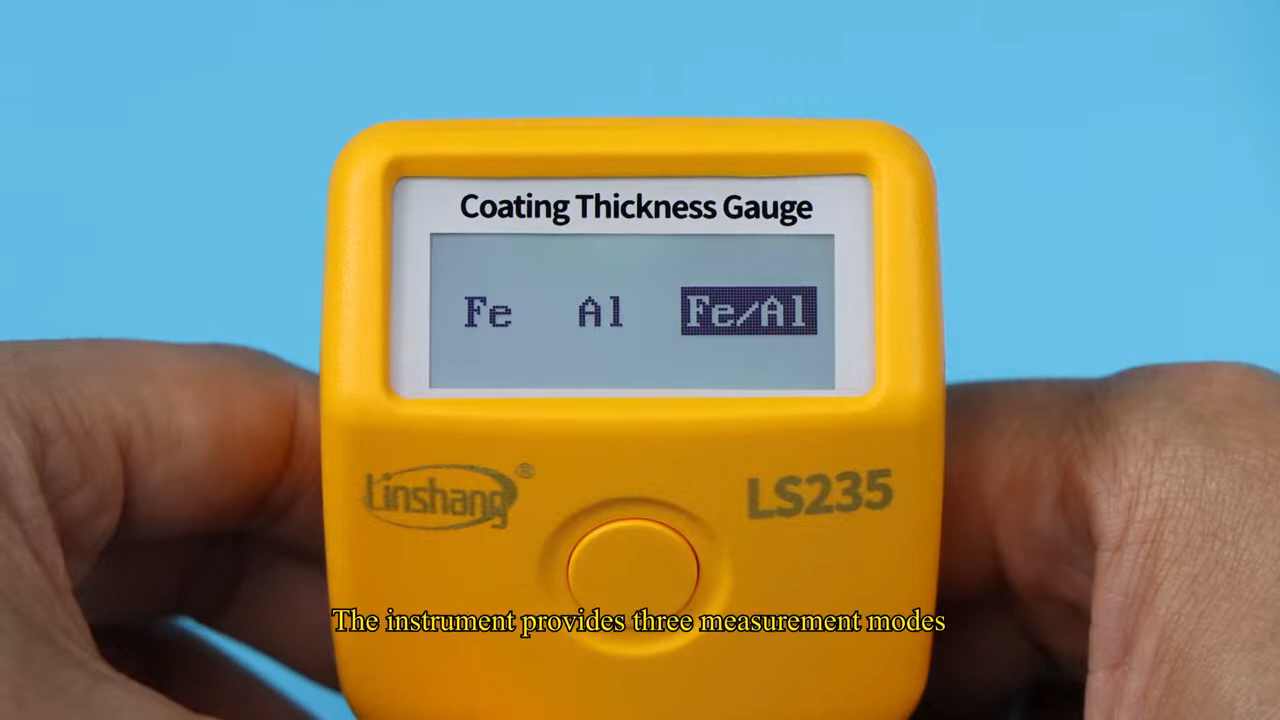 Coating Thickness Gauge
Fe Al Fe/Al
Linshang® LS235
The instrument provides three measurement modes